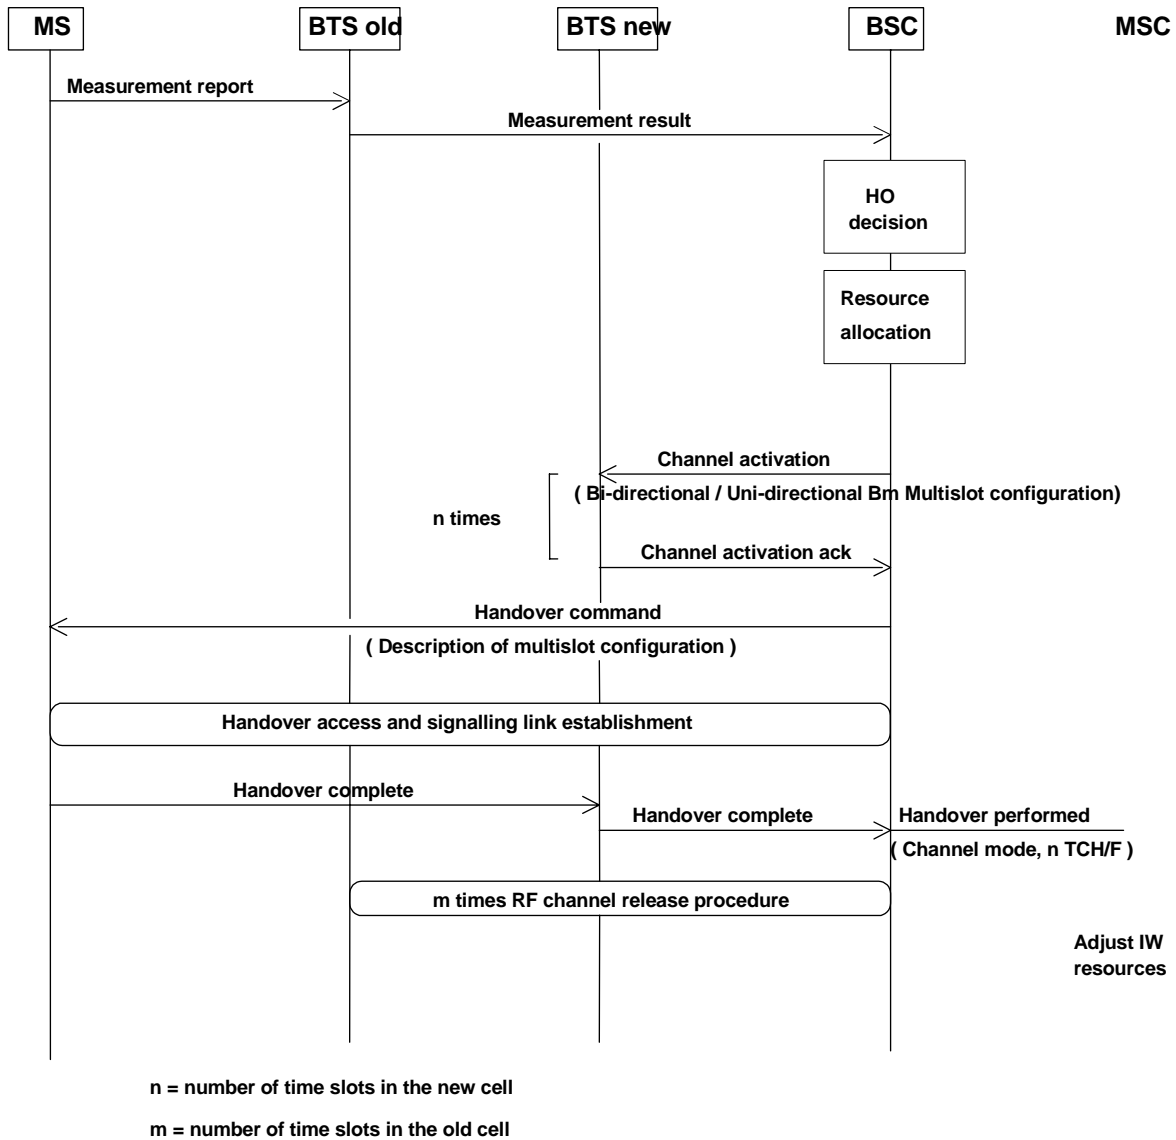 MS BTS old BTS new BSC MSC
Measurement report
Measurement result
HO
decision
Resource
allocation
Channel activation
( Bi-directional / Uni-directional Bm Multislot configuration)
n times
Channel activation ack
Handover command
( Description of multislot configuration )
Handover access and signalling link establishment
Handover complete
Handover complete
Handover performed
( Channel mode, n TCH/F )
m times RF channel release procedure
Adjust IW
resources
n = number of time slots in the new cell
m = number of time slots in the old cell